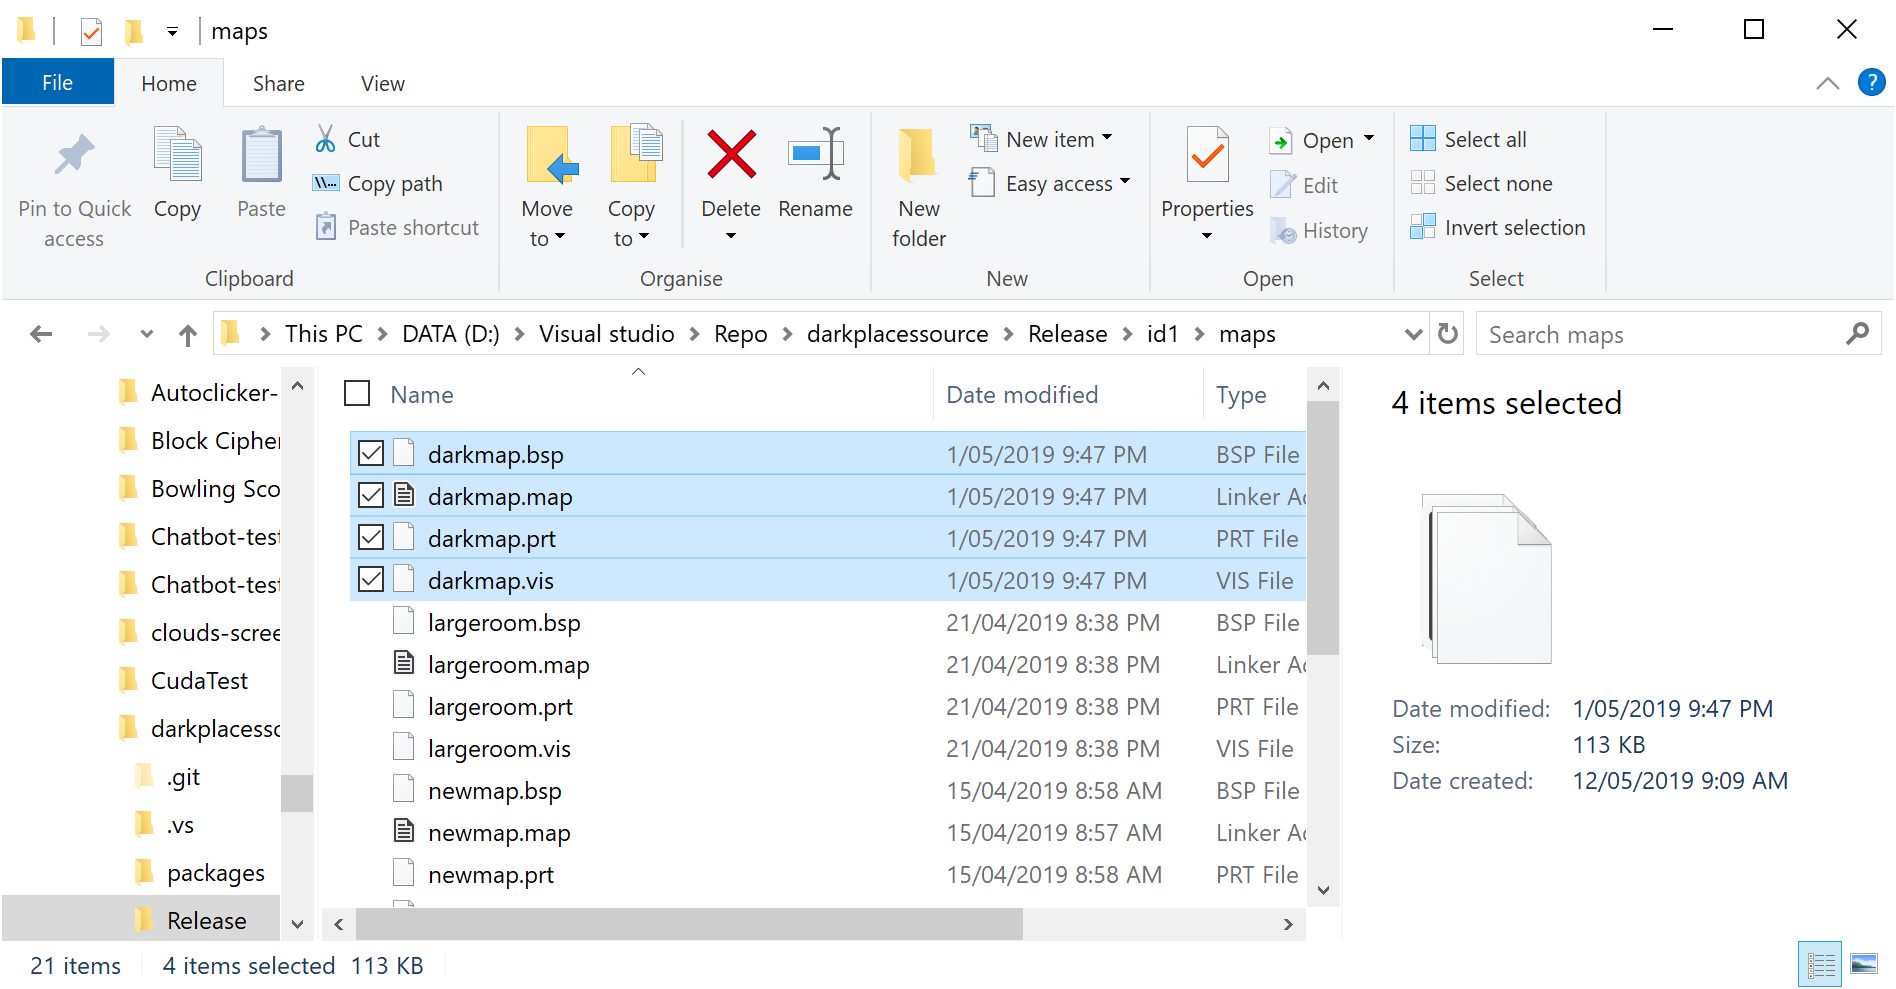 maps
File Home Share View
?
Pin to Quick access
Copy
Paste
Cut
\\... Copy path
Paste shortcut
Clipboard
Move to
Copy to
Delete
Rename
Organise
New folder
New item
Easy access
New
Properties
Open
Edit
History
Open
Select all
Select none
Invert selection
Select
This PC > DATA (D:) > Visual studio > Repo > darkplacessource > Release > id1 > maps
Search maps
Autoclicker-
Block Cipher
Bowling Sco
Chatbot-test
Chatbot-test
clouds-scree
CudaTest
darkplacessc
.git
.vs
packages
Release
Name Date modified Type
darkmap.bsp 1/05/2019 9:47 PM BSP File
darkmap.map 1/05/2019 9:47 PM Linker Ad
darkmap.prt 1/05/2019 9:47 PM PRT File
darkmap.vis 1/05/2019 9:47 PM VIS File
largeroom.bsp 21/04/2019 8:38 PM BSP File
largeroom.map 21/04/2019 8:38 PM Linker Ad
largeroom.prt 21/04/2019 8:38 PM PRT File
largeroom.vis 21/04/2019 8:38 PM VIS File
newmap.bsp 15/04/2019 8:58 AM BSP File
newmap.map 15/04/2019 8:57 AM Linker Ad
newmap.prt 15/04/2019 8:58 AM PRT File
4 items selected
Date modified: 1/05/2019 9:47 PM
Size: 113 KB
Date created: 12/05/2019 9:09 AM
21 items 4 items selected 113 KB